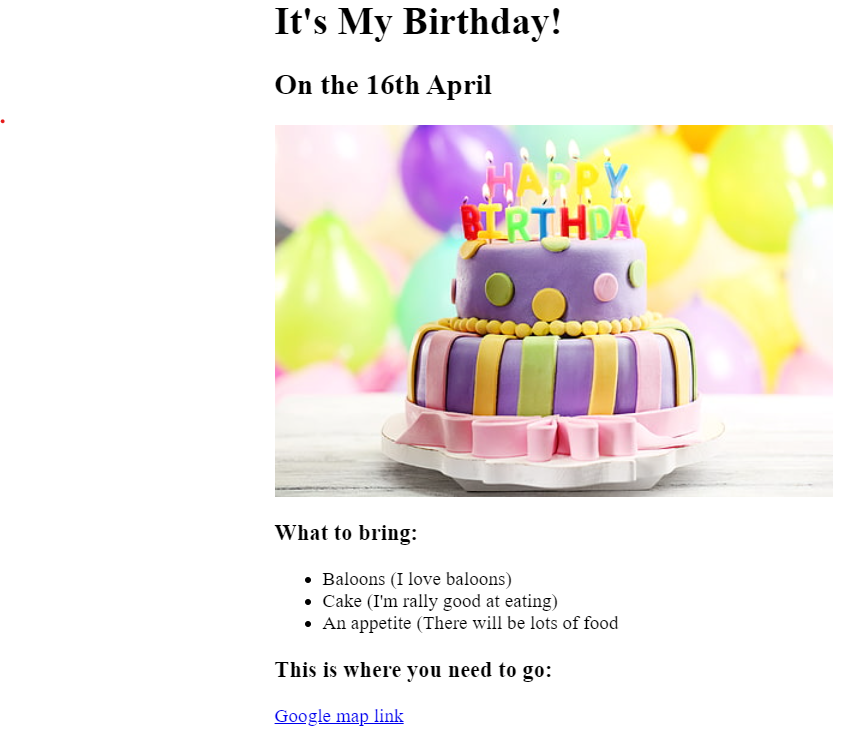 It's My Birthday!
On the 16th April
HAPPY
BIRTHDAY
What to bring:
Baloons (I love baloons)
Cake (I'm rally good at eating)
An appetite (There will be lots of food
This is where you need to go:
Google map link